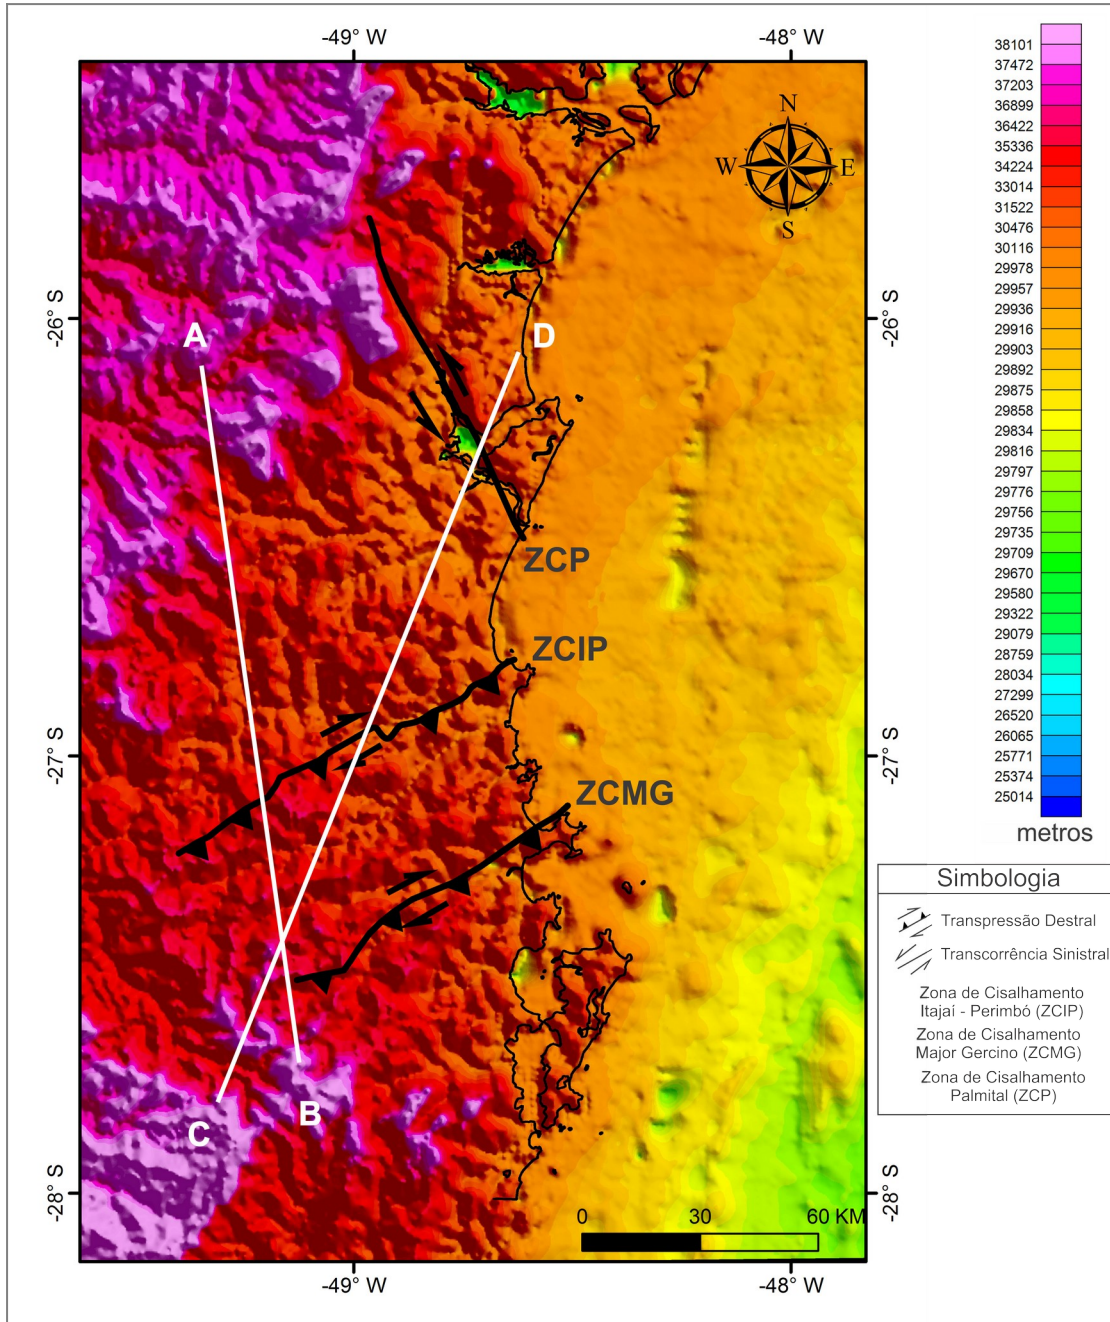 -49° W
-48° W
N
W
E
S
-26° S
-26° S
A
D
ZCP
ZCIP
-27° S
-27° S
ZCMG
B
C
-28° S
-28° S
0
30
60 KM
-49° W
-48° W
38101
37472
37203
36899
36422
35336
34224
33014
31522
30476
30116
29978
29957
29936
29916
29903
29892
29875
29858
29834
29816
29797
29776
29756
29735
29709
29670
29580
29322
29079
28759
28034
27299
26520
26065
25771
25374
25014
metros
Simbologia
Transpressão Destral
Transcorrência Sinistral
Zona de Cisalhamento
Itajaí - Perimbó (ZCIP)
Zona de Cisalhamento
Major Gercino (ZCMG)
Zona de Cisalhamento
Palmital (ZCP)